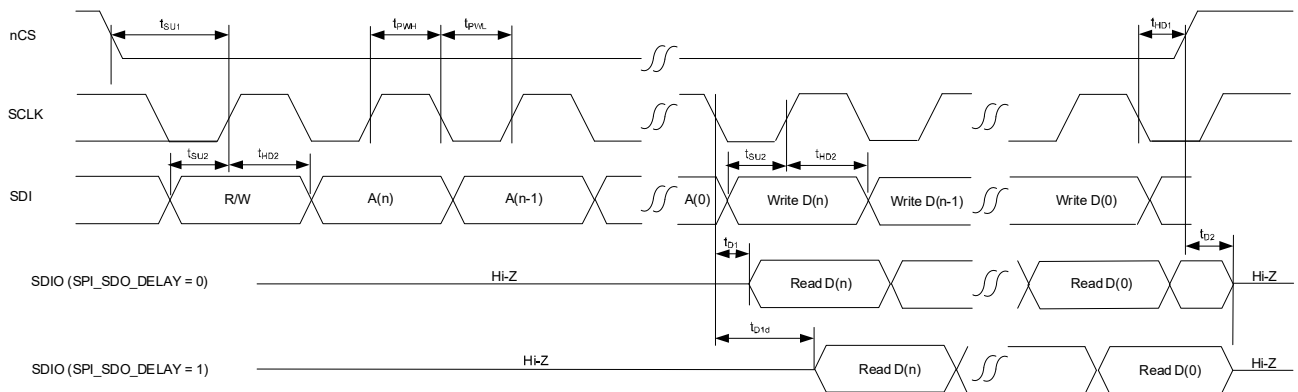 nCS tSU1 tPWH tPWL tHD1
SCLK
tSU2 tHD2 tSU2 tHD2
SDI R/W A(n) A(n-1) A(0) Write D(n) Write D(n-1) Write D(0)
tD1 tD2
SDIO (SPI_SDO_DELAY = 0) Hi-Z Read D(n) Read D(0) Hi-Z
tD1d
SDIO (SPI_SDO_DELAY = 1) Hi-Z Read D(n) Read D(0) Hi-Z